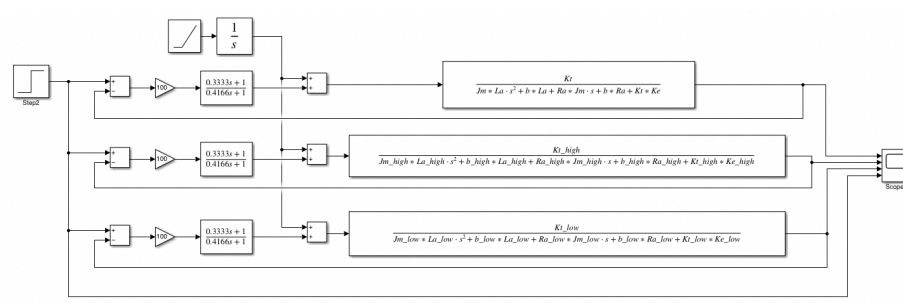 1
s
+
−
100
0.3333s + 1
0.4166s + 1
+
+
Kt
Jm * La · s² + b * La + Ra * Jm · s + b * Ra + Kt * Ke
Step2
+
−
100
0.3333s + 1
0.4166s + 1
+
+
Kt_high
Jm_high * La_high · s² + b_high * La_high + Ra_high * Jm_high · s + b_high * Ra_high + Kt_high * Ke_high
Scope
+
−
100
0.3333s + 1
0.4166s + 1
+
+
Kt_low
Jm_low * La_low · s² + b_low * La_low + Ra_low * Jm_low · s + b_low * Ra_low + Kt_low * Ke_low